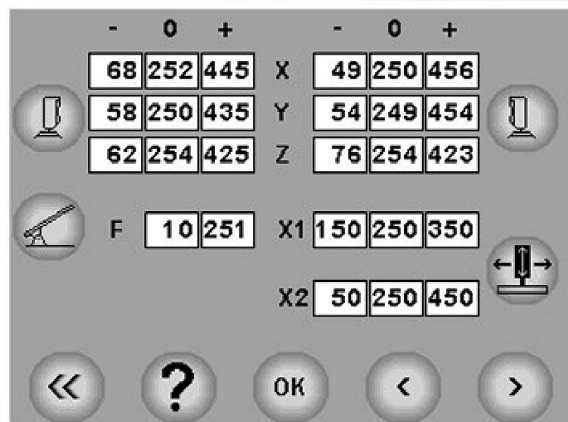 - 0 + - 0 +
68 252 445 X 49 250 456
58 250 435 Y 54 249 454
62 254 425 Z 76 254 423
F 10 251 X1 150 250 350
X2 50 250 450
<< ? OK < >